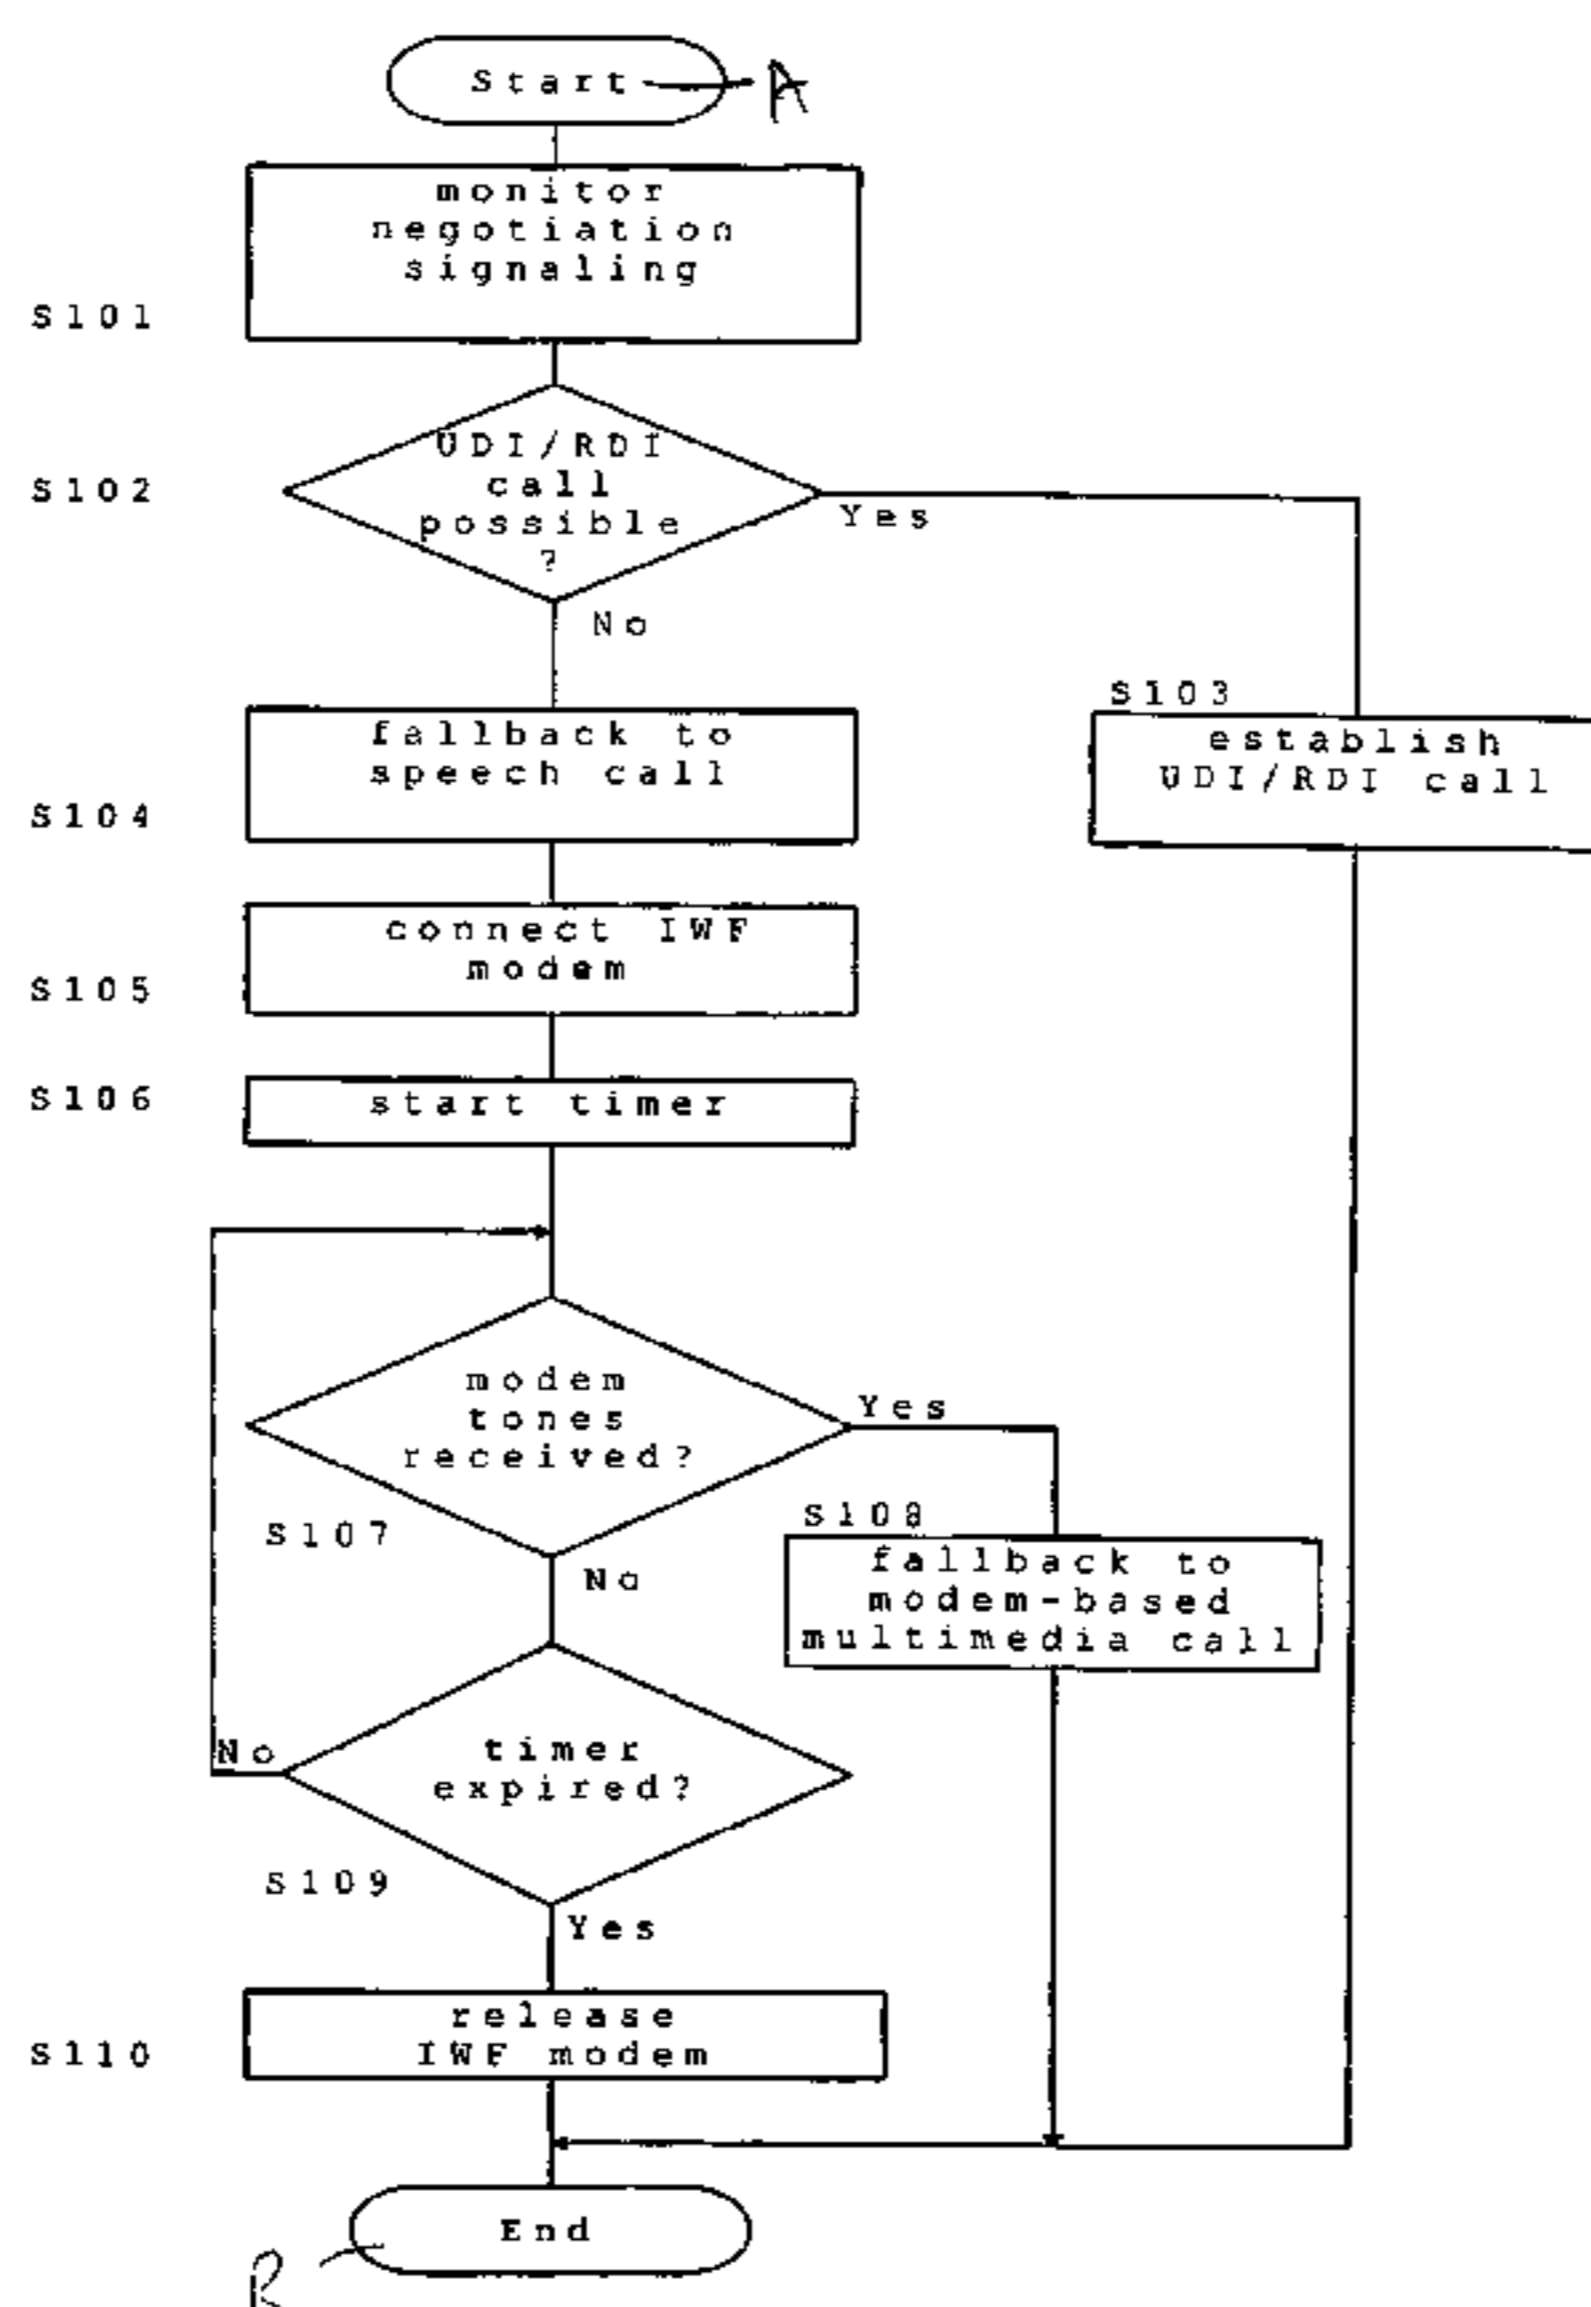 Start
A
monitor
negotiation
signaling
S101
UDI/RDI
call
possible
?
S102
Yes
No
S103
establish
UDI/RDI call
fallback to
speech call
S104
connect IWF
modem
S105
start timer
S106
modem
tones
received?
Yes
S107
No
S108
fallback to
modem-based
multimedia call
timer
expired?
No
S109
Yes
release
IWF modem
S110
End